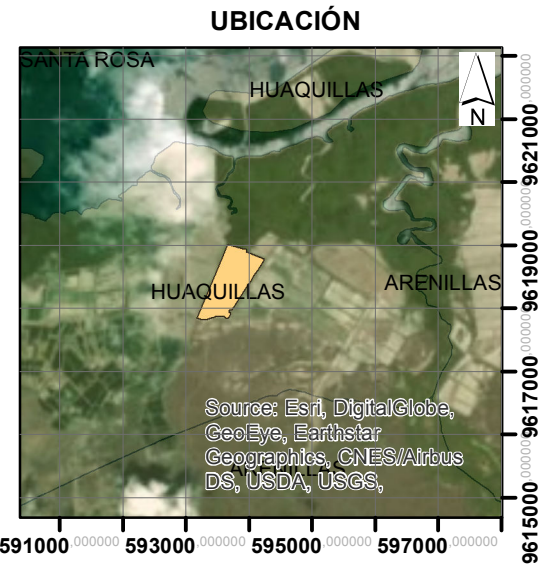 UBICACIÓN
SANTA ROSA
HUAQUILLAS
N
HUAQUILLAS
ARENILLAS
Source: Esri, DigitalGlobe,
GeoEye, Earthstar
Geographics, CNES/Airbus
DS, USDA, USGS,
ARENILLAS
591000.000000 593000.000000 595000.000000 597000.000000
9621000.000000
9619000.000000
9617000.000000
9615000.000000